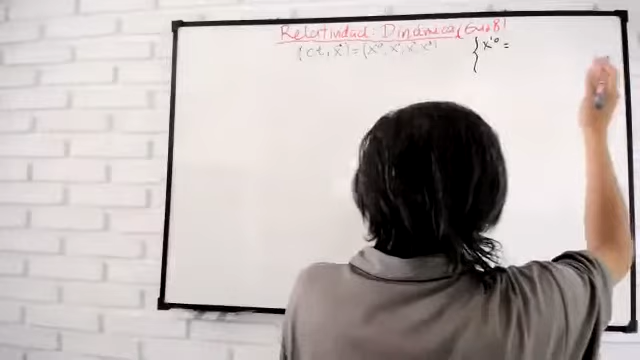 Relatividad: Dinámica (Guía 8)
(ct, x⃗) = (x⁰, x¹, x², x³)
{ x'⁰ =